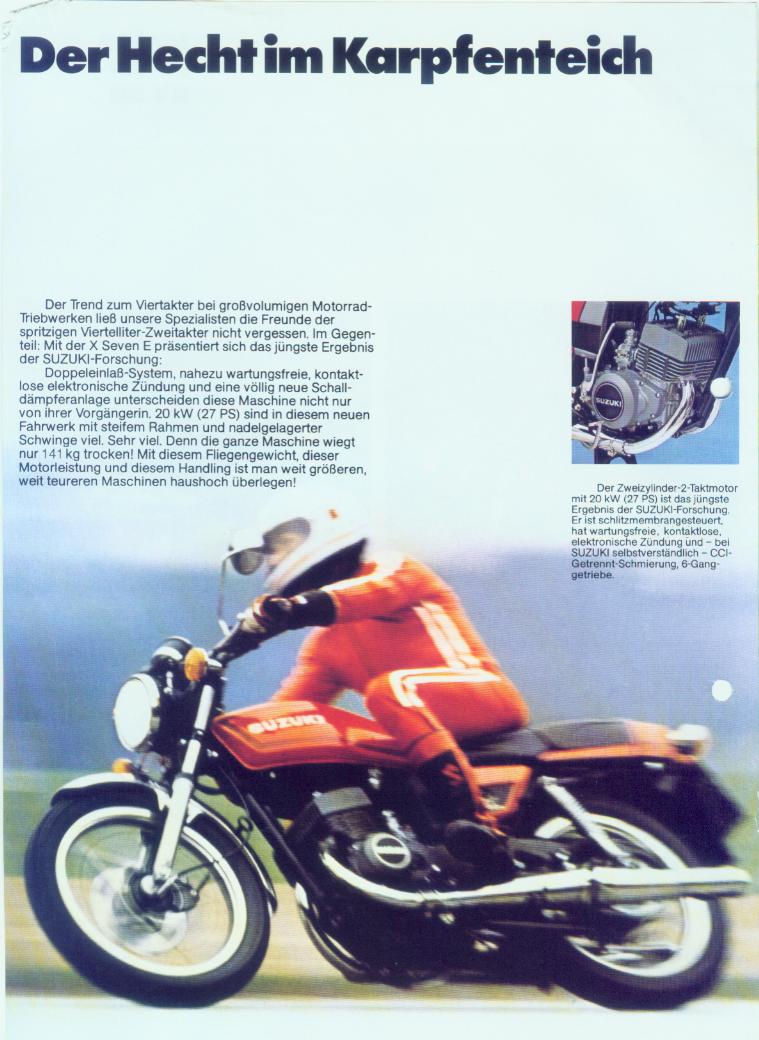 Der Hecht im Karpfenteich
Der Trend zum Viertakter bei großvolumigen Motorrad-
Triebwerken ließ unsere Spezialisten die Freunde der
spritzigen Viertelliter-Zweitakter nicht vergessen. Im Gegen-
teil: Mit der X Seven E präsentiert sich das jüngste Ergebnis
der SUZUKI-Forschung:
Doppeleinlaß-System, nahezu wartungsfreie, kontakt-
lose elektronische Zündung und eine völlig neue Schall-
dämpferanlage unterscheiden diese Maschine nicht nur
von ihrer Vorgängerin. 20 kW (27 PS) sind in diesem neuen
Fahrwerk mit steifem Rahmen und nadelgelagerter
Schwinge viel. Sehr viel. Denn die ganze Maschine wiegt
nur 141 kg trocken! Mit diesem Fliegengewicht, dieser
Motorleistung und diesem Handling ist man weit größeren,
weit teureren Maschinen haushoch überlegen!
SUZUKI
Der Zweizylinder-2-Taktmotor
mit 20 kW (27 PS) ist das jüngste
Ergebnis der SUZUKI-Forschung.
Er ist schlitzmembrangesteuert,
hat wartungsfreie, kontaktlose,
elektronische Zündung und – bei
SUZUKI selbstverständlich – CCI-
Getrennt-Schmierung, 6-Gang-
getriebe.
SUZUKI